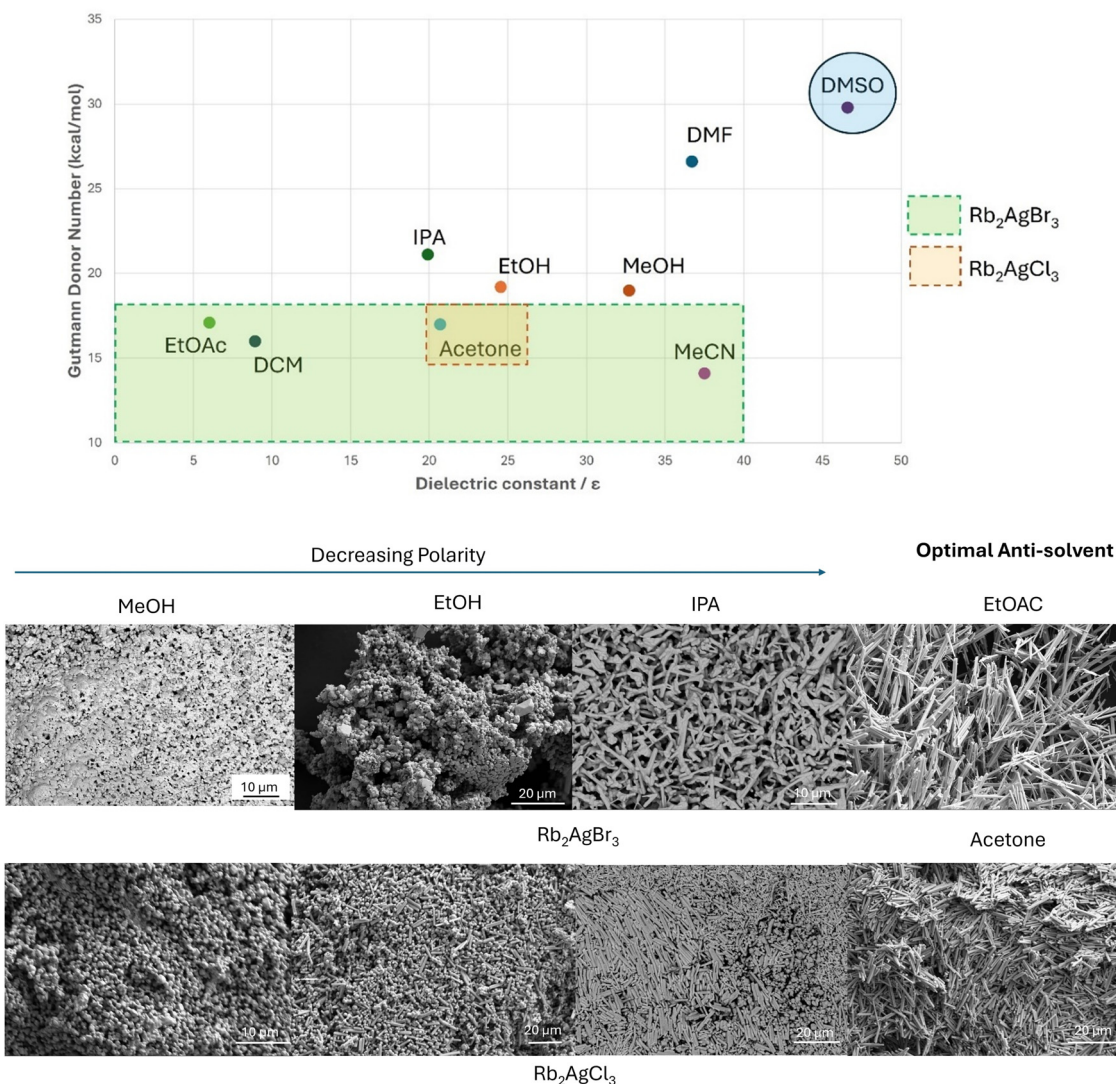 35
30
25
20
15
10
Gutmann Donor Number (kcal/mol)
DMSO
DMF
IPA
EtOH
MeOH
EtOAc
DCM
Acetone
MeCN
Rb₂AgBr₃
Rb₂AgCl₃
0 5 10 15 20 25 30 35 40 45 50
Dielectric constant / ε
Decreasing Polarity
Optimal Anti-solvent
MeOH EtOH IPA EtOAC
10 µm 20 µm 10 µm
Rb₂AgBr₃
Acetone
10 µm 20 µm 20 µm 20 µm
Rb₂AgCl₃